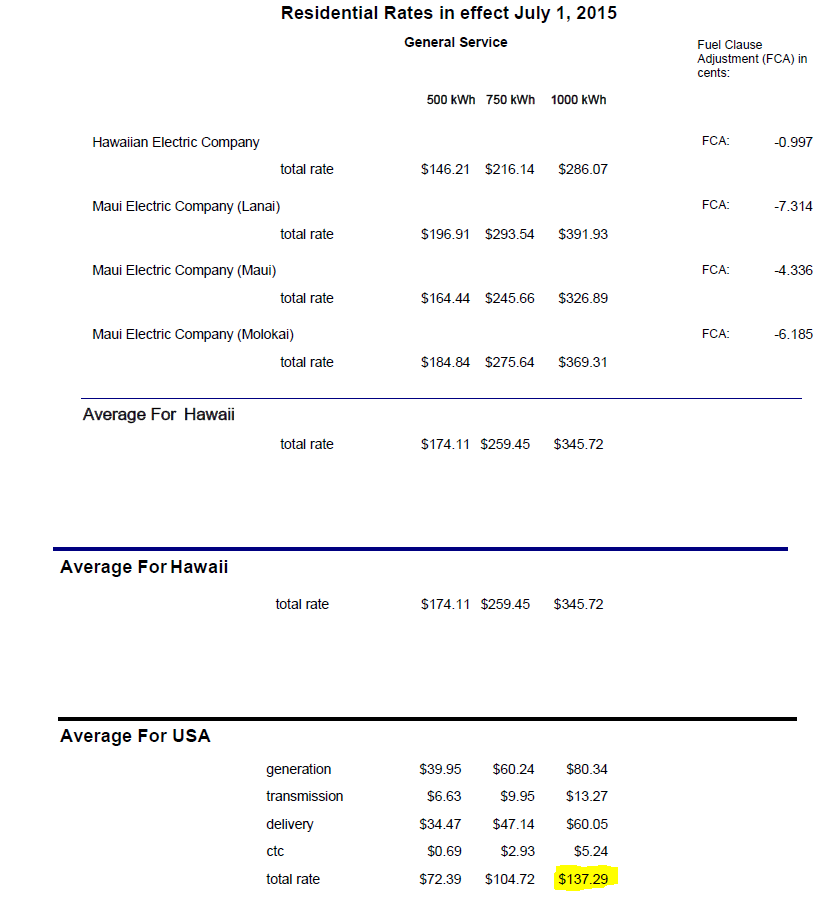 Residential Rates in effect July 1, 2015
General Service
Fuel Clause
Adjustment (FCA) in
cents:
500 kWh 750 kWh 1000 kWh
Hawaiian Electric Company FCA: -0.997
total rate $146.21 $216.14 $286.07
Maui Electric Company (Lanai) FCA: -7.314
total rate $196.91 $293.54 $391.93
Maui Electric Company (Maui) FCA: -4.336
total rate $164.44 $245.66 $326.89
Maui Electric Company (Molokai) FCA: -6.185
total rate $184.84 $275.64 $369.31
Average For Hawaii
total rate $174.11 $259.45 $345.72
Average For Hawaii
total rate $174.11 $259.45 $345.72
Average For USA
generation $39.95 $60.24 $80.34
transmission $6.63 $9.95 $13.27
delivery $34.47 $47.14 $60.05
ctc $0.69 $2.93 $5.24
total rate $72.39 $104.72 $137.29